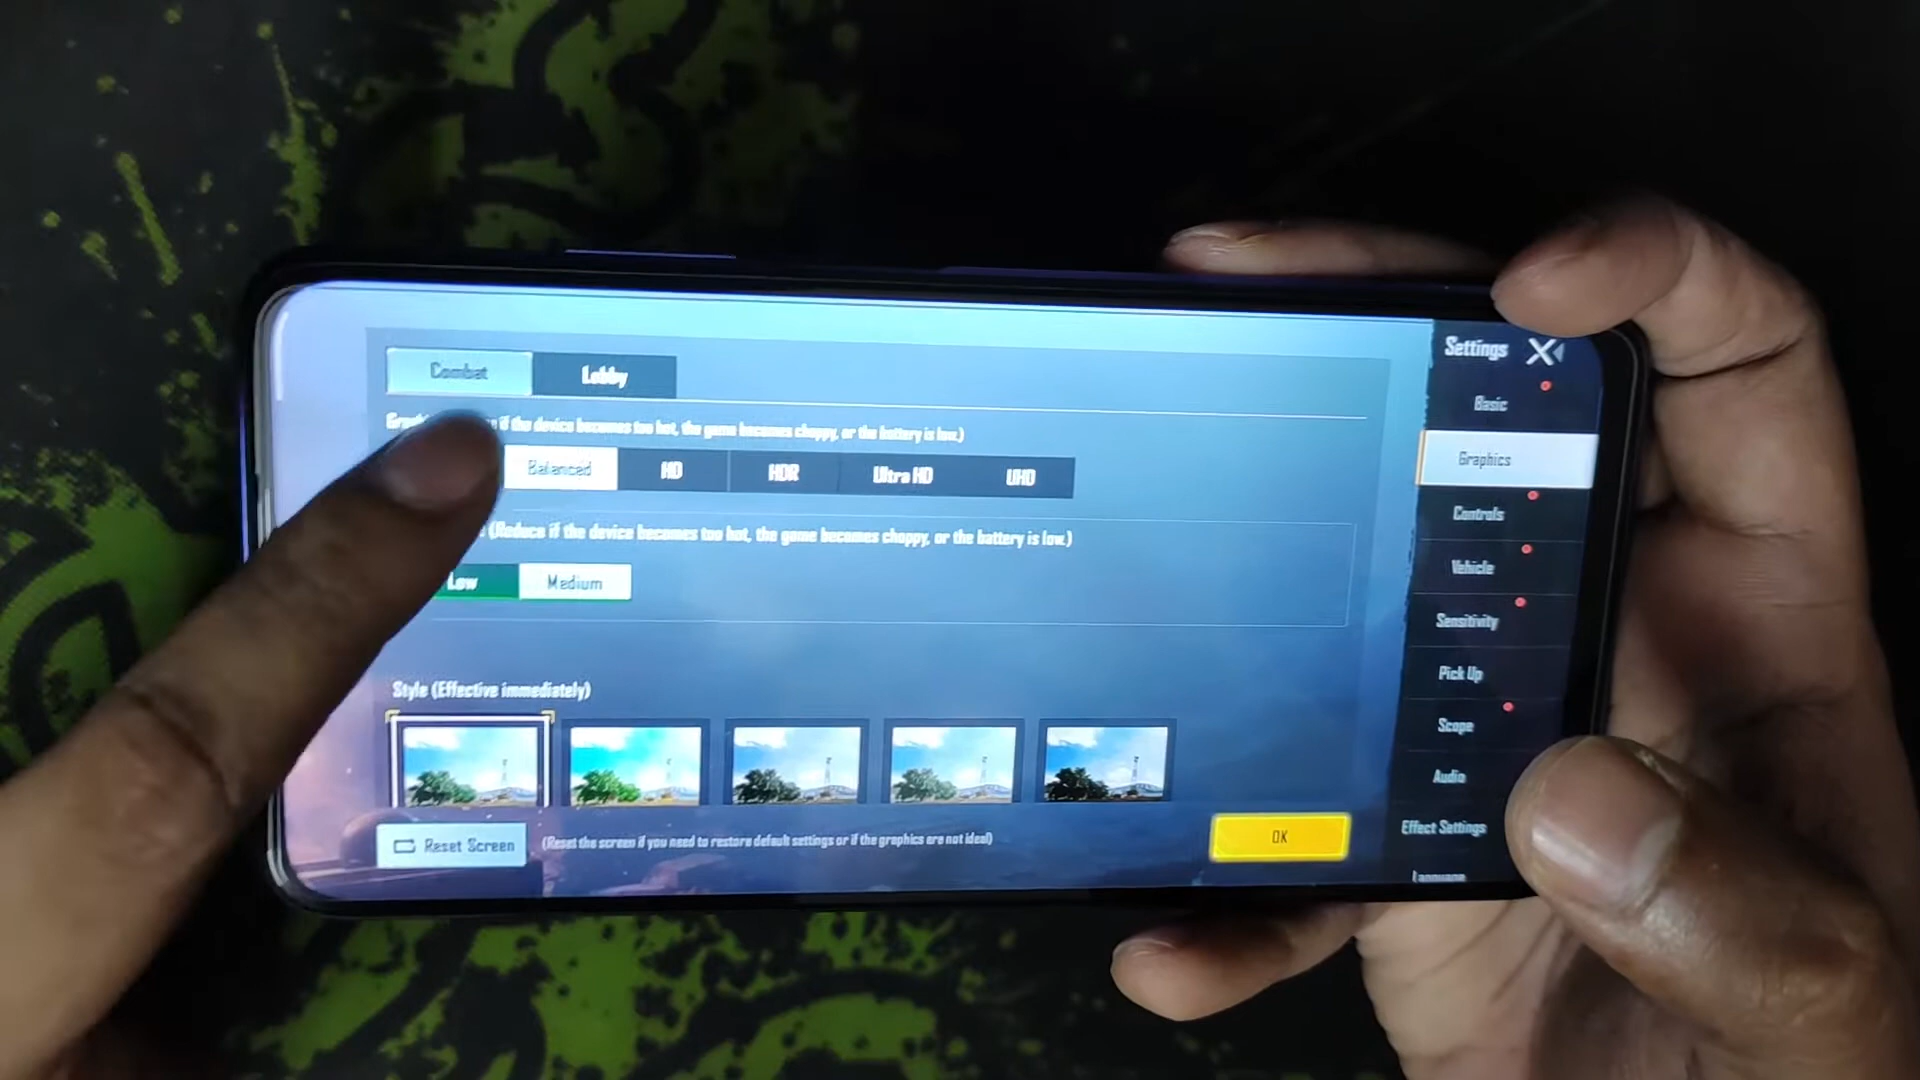 Combat
Lobby
if the device becomes too hot, the game becomes choppy, or the battery is low.)
Balanced
HD
HDR
Ultra HD
UHD
(Reduce if the device becomes too hot, the game becomes choppy, or the battery is low.)
Low
Medium
Style (Effective immediately)
Reset Screen
(Reset the screen if you need to restore default settings or if the graphics are not ideal)
OK
Settings
Basic
Graphics
Controls
Vehicle
Sensitivity
Pick Up
Scope
Audio
Effect Settings
Language